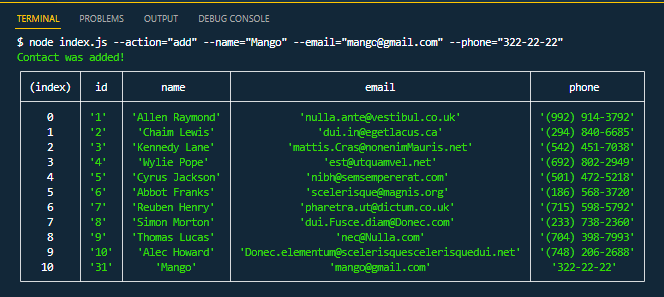 TERMINAL PROBLEMS OUTPUT DEBUG CONSOLE
$ node index.js --action="add" --name="Mango" --email="mango@gmail.com" --phone="322-22-22"
Contact was added!
(index) id name email phone
0 '1' 'Allen Raymond' 'nulla.ante@vestibul.co.uk' '(992) 914-3792'
1 '2' 'Chaim Lewis' 'dui.in@egetlacus.ca' '(294) 840-6685'
2 '3' 'Kennedy Lane' 'mattis.Cras@nonenimMauris.net' '(542) 451-7038'
3 '4' 'Wylie Pope' 'est@utquamvel.net' '(692) 802-2949'
4 '5' 'Cyrus Jackson' 'nibh@semsempererat.com' '(501) 472-5218'
5 '6' 'Abbot Franks' 'scelerisque@magnis.org' '(186) 568-3720'
6 '7' 'Reuben Henry' 'pharetra.ut@dictum.co.uk' '(715) 598-5792'
7 '8' 'Simon Morton' 'dui.Fusce.diam@Donec.com' '(233) 738-2360'
8 '9' 'Thomas Lucas' 'nec@Nulla.com' '(704) 398-7993'
9 '10' 'Alec Howard' 'Donec.elementum@scelerisquescelerisquedui.net' '(748) 206-2688'
10 '31' 'Mango' 'mango@gmail.com' '322-22-22'